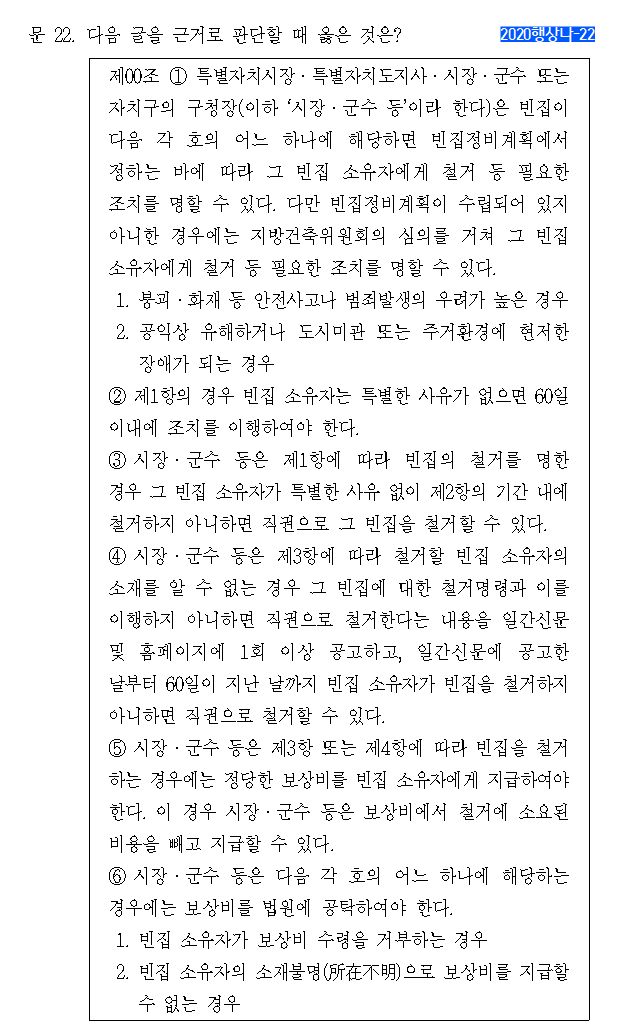 문 22. 다음 글을 근거로 판단할 때 옳은 것은?
2020행상나-22
제00조 ① 특별자치시장·특별자치도지사·시장·군수 또는
자치구의 구청장(이하 ‘시장·군수 등’이라 한다)은 빈집이
다음 각 호의 어느 하나에 해당하면 빈집정비계획에서
정하는 바에 따라 그 빈집 소유자에게 철거 등 필요한
조치를 명할 수 있다. 다만 빈집정비계획이 수립되어 있지
아니한 경우에는 지방건축위원회의 심의를 거쳐 그 빈집
소유자에게 철거 등 필요한 조치를 명할 수 있다.
1. 붕괴·화재 등 안전사고나 범죄발생의 우려가 높은 경우
2. 공익상 유해하거나 도시미관 또는 주거환경에 현저한
장애가 되는 경우
② 제1항의 경우 빈집 소유자는 특별한 사유가 없으면 60일
이내에 조치를 이행하여야 한다.
③ 시장·군수 등은 제1항에 따라 빈집의 철거를 명한
경우 그 빈집 소유자가 특별한 사유 없이 제2항의 기간 내에
철거하지 아니하면 직권으로 그 빈집을 철거할 수 있다.
④ 시장·군수 등은 제3항에 따라 철거할 빈집 소유자의
소재를 알 수 없는 경우 그 빈집에 대한 철거명령과 이를
이행하지 아니하면 직권으로 철거한다는 내용을 일간신문
및 홈페이지에 1회 이상 공고하고, 일간신문에 공고한
날부터 60일이 지난 날까지 빈집 소유자가 빈집을 철거하지
아니하면 직권으로 철거할 수 있다.
⑤ 시장·군수 등은 제3항 또는 제4항에 따라 빈집을 철거
하는 경우에는 정당한 보상비를 빈집 소유자에게 지급하여야
한다. 이 경우 시장·군수 등은 보상비에서 철거에 소요된
비용을 빼고 지급할 수 있다.
⑥ 시장·군수 등은 다음 각 호의 어느 하나에 해당하는
경우에는 보상비를 법원에 공탁하여야 한다.
1. 빈집 소유자가 보상비 수령을 거부하는 경우
2. 빈집 소유자의 소재불명(所在不明)으로 보상비를 지급할
수 없는 경우